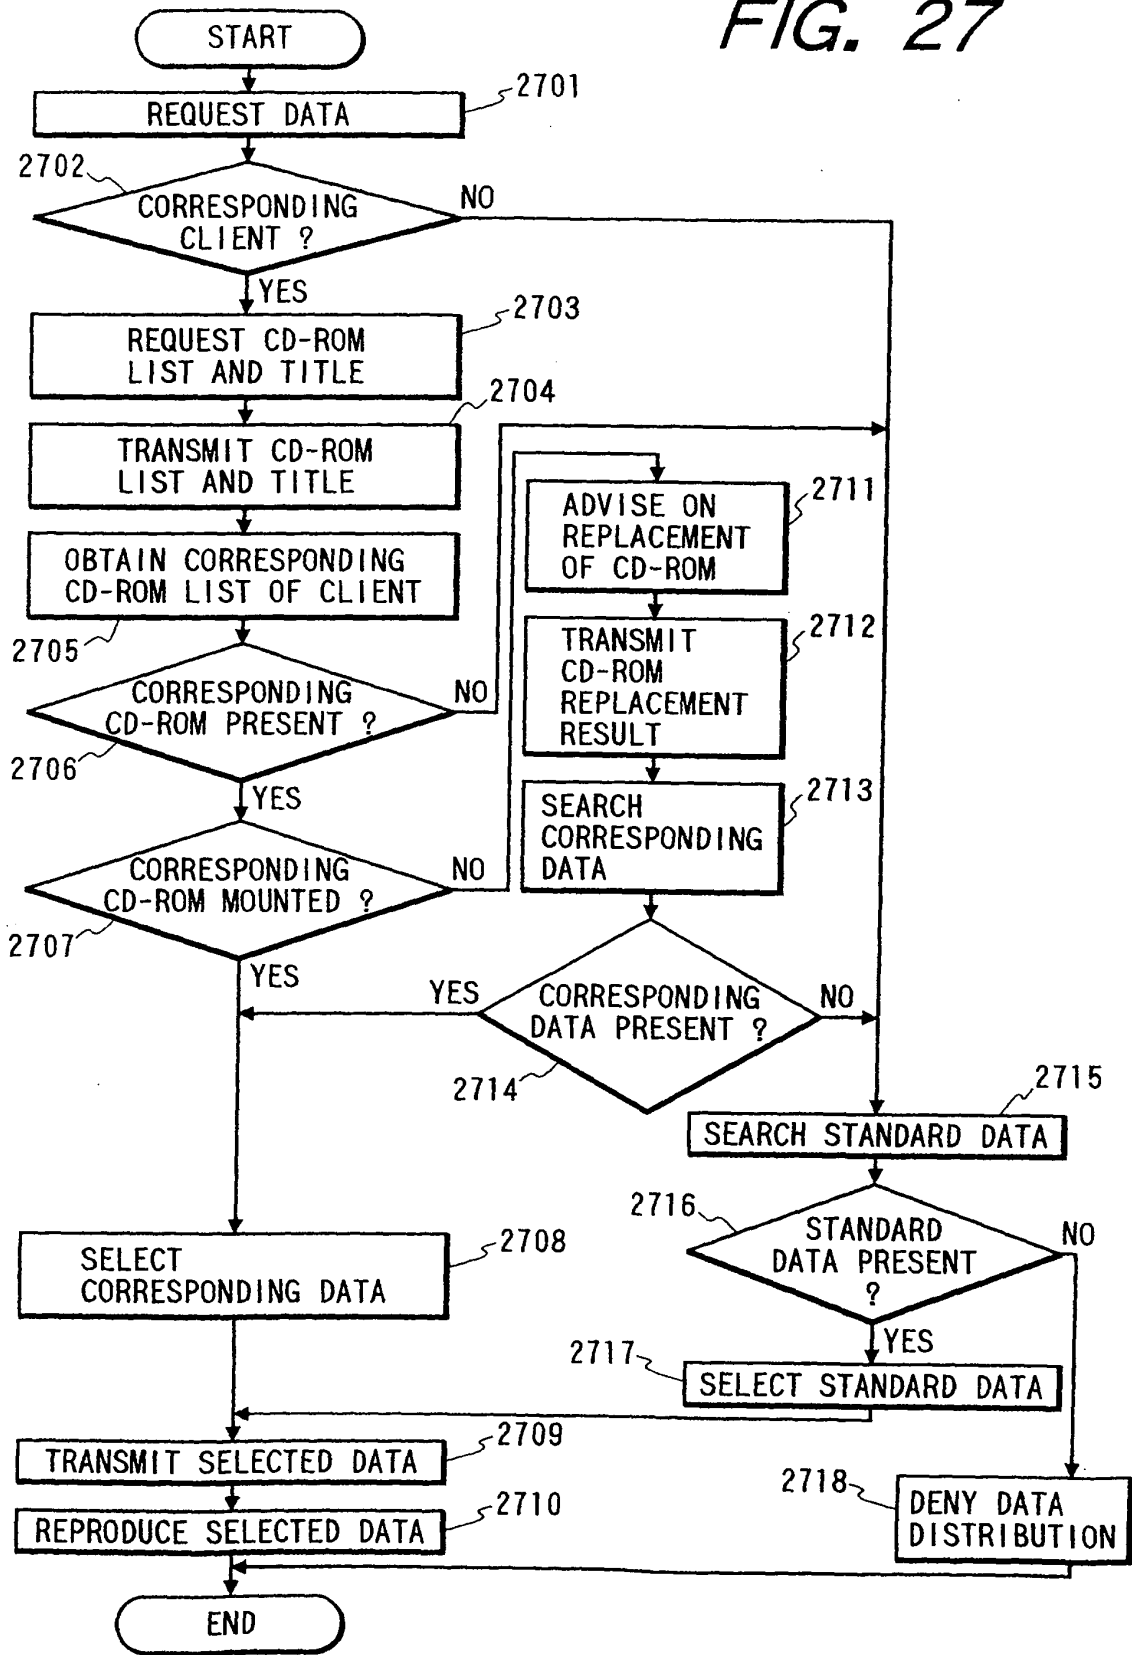 FIG. 27
START
2701
REQUEST DATA
2702
CORRESPONDING
CLIENT ?
NO
YES
2703
REQUEST CD-ROM
LIST AND TITLE
2704
TRANSMIT CD-ROM
LIST AND TITLE
OBTAIN CORRESPONDING
CD-ROM LIST OF CLIENT
2705
CORRESPONDING
CD-ROM PRESENT ?
NO
2706
YES
CORRESPONDING
CD-ROM MOUNTED ?
NO
2707
YES
2711
ADVISE ON
REPLACEMENT
OF CD-ROM
2712
TRANSMIT
CD-ROM
REPLACEMENT
RESULT
2713
SEARCH
CORRESPONDING
DATA
YES
CORRESPONDING
DATA PRESENT ?
NO
2714
2715
SEARCH STANDARD DATA
2716
STANDARD
DATA PRESENT
?
NO
YES
2708
SELECT
CORRESPONDING DATA
2717
SELECT STANDARD DATA
2709
TRANSMIT SELECTED DATA
2710
REPRODUCE SELECTED DATA
2718
DENY DATA
DISTRIBUTION
END